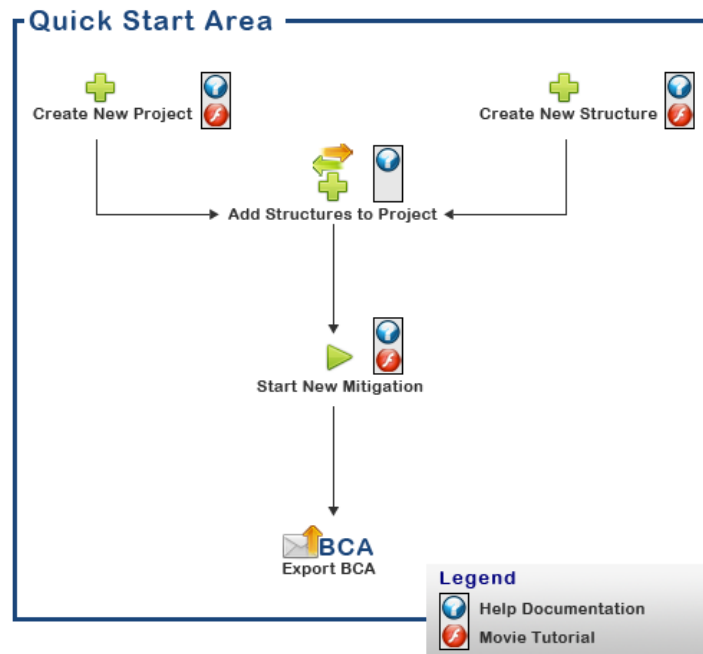 Quick Start Area
Create New Project
Create New Structure
Add Structures to Project
Start New Mitigation
BCA
Export BCA
Legend
Help Documentation
Movie Tutorial